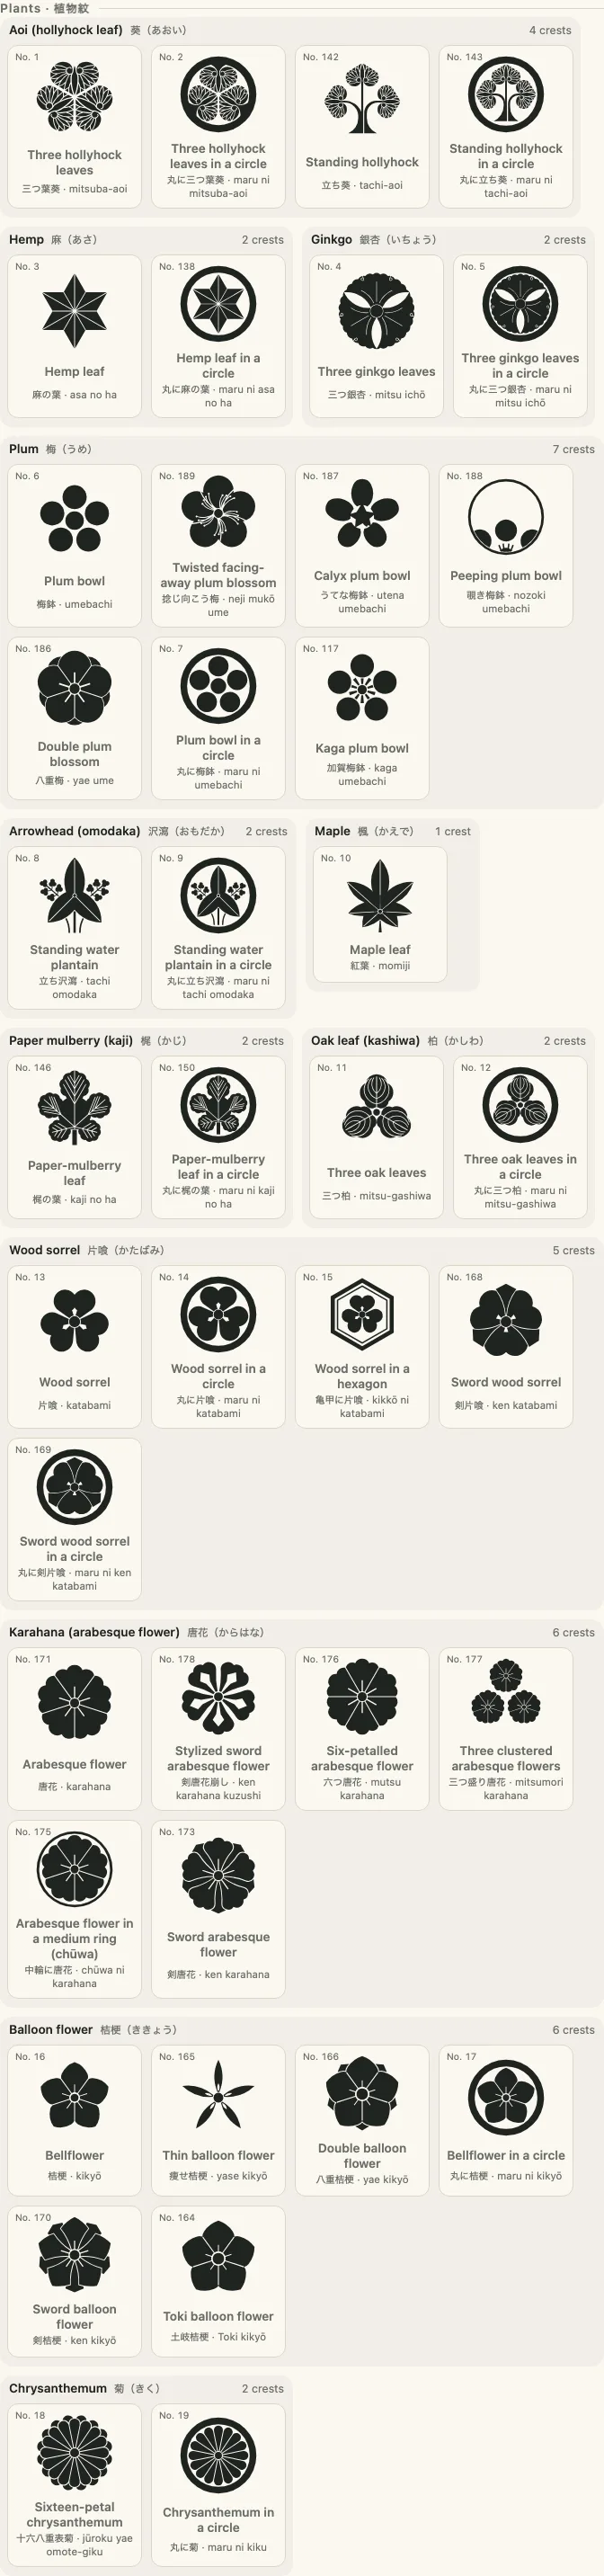 Plants · 植物紋
Aoi (hollyhock leaf) 葵（あおい） 4 crests
No. 1
Three hollyhock
leaves
三つ葉葵 · mitsuba-aoi
No. 2
Three hollyhock
leaves in a circle
丸に三つ葉葵 · maru ni
mitsuba-aoi
No. 142
Standing hollyhock
立ち葵 · tachi-aoi
No. 143
Standing hollyhock
in a circle
丸に立ち葵 · maru ni
tachi-aoi
Hemp 麻（あさ） 2 crests
No. 3
Hemp leaf
麻の葉 · asa no ha
No. 138
Hemp leaf in a
circle
丸に麻の葉 · maru ni asa
no ha
Ginkgo 銀杏（いちょう） 2 crests
No. 4
Three ginkgo leaves
三つ銀杏 · mitsu ichō
No. 5
Three ginkgo leaves
in a circle
丸に三つ銀杏 · maru ni
mitsu ichō
Plum 梅（うめ） 7 crests
No. 6
Plum bowl
梅鉢 · umebachi
No. 189
Twisted facing-
away plum blossom
捻じ向こう梅 · neji mukō
ume
No. 187
Calyx plum bowl
うてな梅鉢 · utena
umebachi
No. 188
Peeping plum bowl
覗き梅鉢 · nozoki
umebachi
No. 186
Double plum
blossom
八重梅 · yae ume
No. 7
Plum bowl in a
circle
丸に梅鉢 · maru ni
umebachi
No. 117
Kaga plum bowl
加賀梅鉢 · kaga
umebachi
Arrowhead (omodaka) 沢瀉（おもだか） 2 crests
No. 8
Standing water
plantain
立ち沢瀉 · tachi
omodaka
No. 9
Standing water
plantain in a circle
丸に立ち沢瀉 · maru ni
tachi omodaka
Maple 楓（かえで） 1 crest
No. 10
Maple leaf
紅葉 · momiji
Paper mulberry (kaji) 梶（かじ） 2 crests
No. 146
Paper-mulberry
leaf
梶の葉 · kaji no ha
No. 150
Paper-mulberry
leaf in a circle
丸に梶の葉 · maru ni kaji
no ha
Oak leaf (kashiwa) 柏（かしわ） 2 crests
No. 11
Three oak leaves
三つ柏 · mitsu-gashiwa
No. 12
Three oak leaves in
a circle
丸に三つ柏 · maru ni
mitsu-gashiwa
Wood sorrel 片喰（かたばみ） 5 crests
No. 13
Wood sorrel
片喰 · katabami
No. 14
Wood sorrel in a
circle
丸に片喰 · maru ni
katabami
No. 15
Wood sorrel in a
hexagon
亀甲に片喰 · kikkō ni
katabami
No. 168
Sword wood sorrel
剣片喰 · ken katabami
No. 169
Sword wood sorrel
in a circle
丸に剣片喰 · maru ni ken
katabami
Karahana (arabesque flower) 唐花（からはな） 6 crests
No. 171
Arabesque flower
唐花 · karahana
No. 178
Stylized sword
arabesque flower
剣唐花崩し · ken
karahana kuzushi
No. 176
Six-petalled
arabesque flower
六つ唐花 · mutsu
karahana
No. 177
Three clustered
arabesque flowers
三つ盛り唐花 · mitsumori
karahana
No. 175
Arabesque flower in
a medium ring
(chūwa)
中輪に唐花 · chūwa ni
karahana
No. 173
Sword arabesque
flower
剣唐花 · ken karahana
Balloon flower 桔梗（ききょう） 6 crests
No. 16
Bellflower
桔梗 · kikyō
No. 165
Thin balloon flower
痩せ桔梗 · yase kikyō
No. 166
Double balloon
flower
八重桔梗 · yae kikyō
No. 17
Bellflower in a circle
丸に桔梗 · maru ni kikyō
No. 170
Sword balloon
flower
剣桔梗 · ken kikyō
No. 164
Toki balloon flower
土岐桔梗 · Toki kikyō
Chrysanthemum 菊（きく） 2 crests
No. 18
Sixteen-petal
chrysanthemum
十六八重表菊 · jūroku yae
omote-giku
No. 19
Chrysanthemum in
a circle
丸に菊 · maru ni kiku